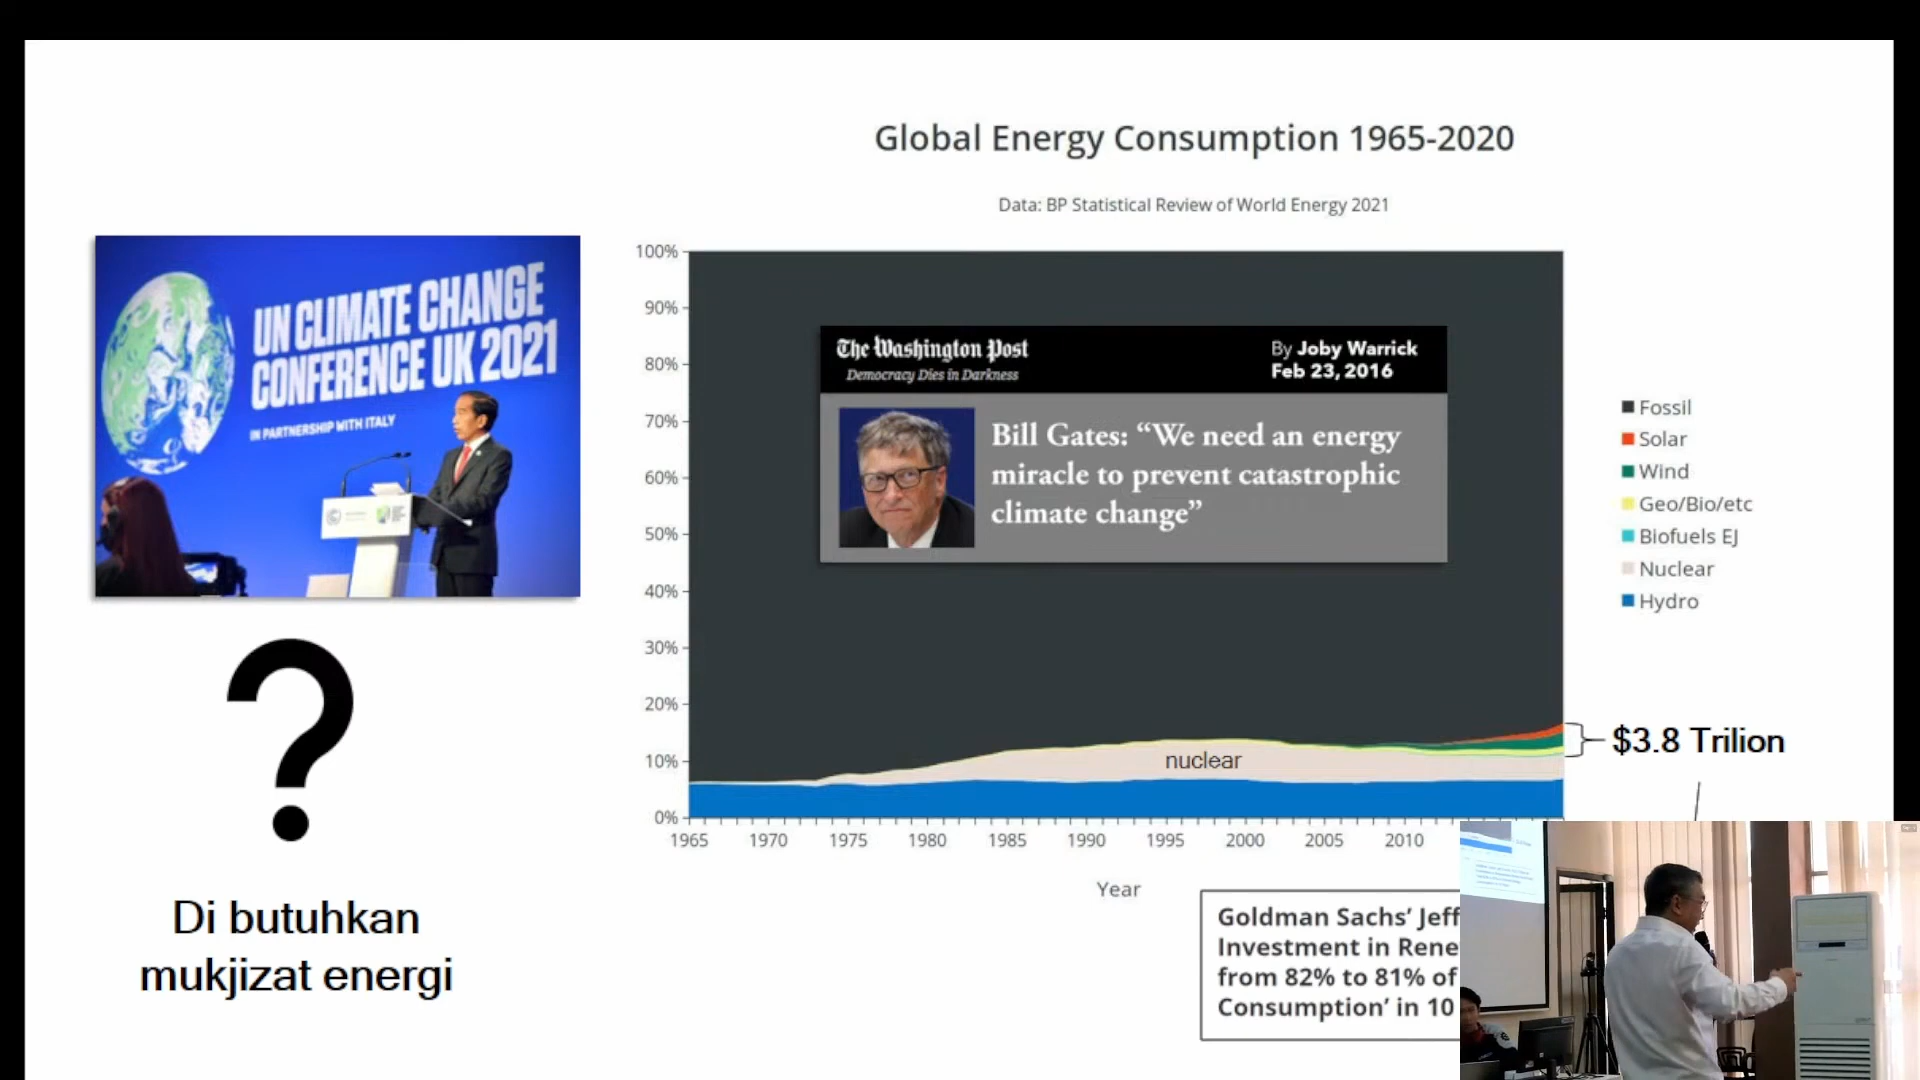 Global Energy Consumption 1965-2020
Data: BP Statistical Review of World Energy 2021
UN CLIMATE CHANGE
CONFERENCE UK 2021
IN PARTNERSHIP WITH ITALY
?
Di butuhkan
mukjizat energi
100%
90%
80%
70%
60%
50%
40%
30%
20%
10%
0%
The Washington Post
Democracy Dies in Darkness
By Joby Warrick
Feb 23, 2016
Bill Gates: “We need an energy
miracle to prevent catastrophic
climate change”
nuclear
1965 1970 1975 1980 1985 1990 1995 2000 2005 2010
Year
Fossil
Solar
Wind
Geo/Bio/etc
Biofuels EJ
Nuclear
Hydro
$3.8 Trilion
Goldman Sachs’ Jeff
Investment in Rene
from 82% to 81% of
Consumption’ in 10